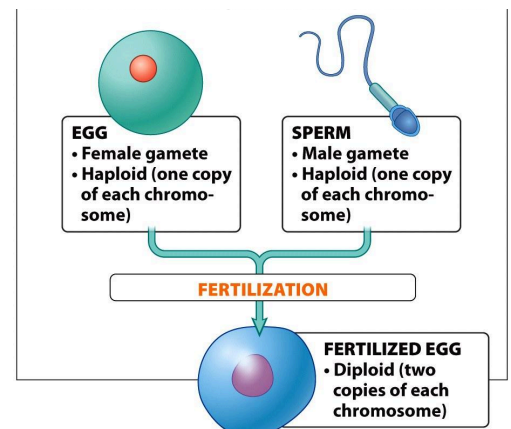 EGG
• Female gamete
• Haploid (one copy
of each chromo-
some)
SPERM
• Male gamete
• Haploid (one copy
of each chromo-
some)
FERTILIZATION
FERTILIZED EGG
• Diploid (two
copies of each
chromosome)